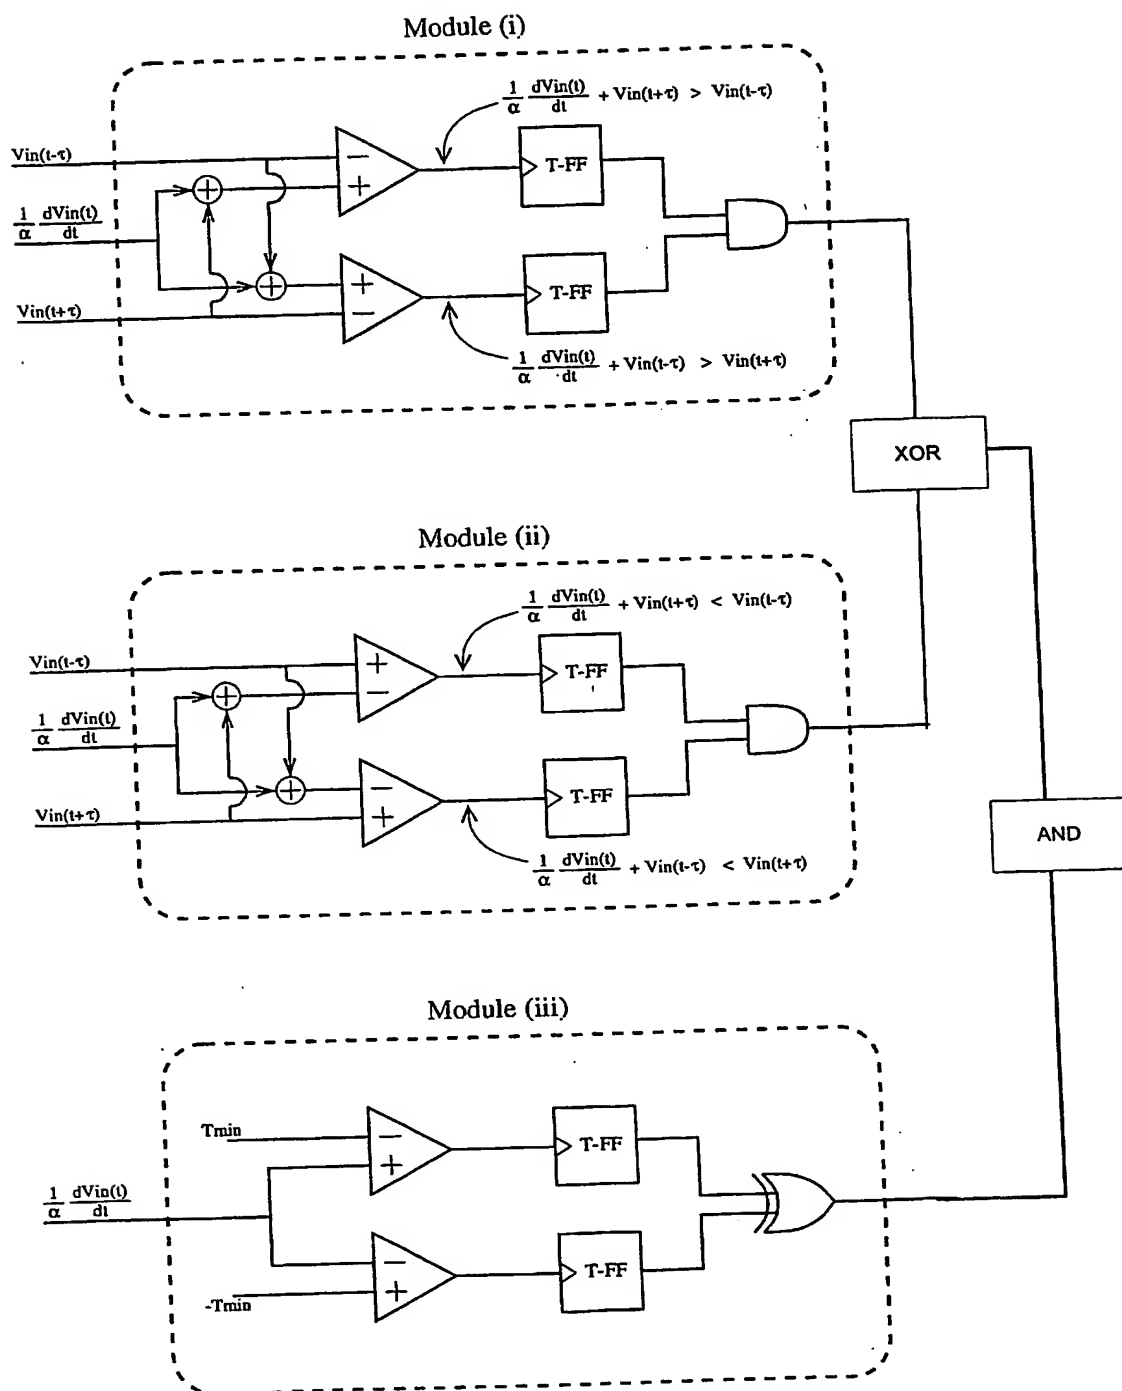 Module (i)
1/α dVin(t)/dt + Vin(t+τ) > Vin(t-τ)
Vin(t-τ)
−
+
T-FF
+
1/α dVin(t)/dt
+
+
−
T-FF
Vin(t+τ)
1/α dVin(t)/dt + Vin(t-τ) > Vin(t+τ)
XOR
Module (ii)
1/α dVin(t)/dt + Vin(t+τ) < Vin(t-τ)
Vin(t-τ)
+
−
T-FF
+
1/α dVin(t)/dt
+
−
+
T-FF
Vin(t+τ)
1/α dVin(t)/dt + Vin(t-τ) < Vin(t+τ)
AND
Module (iii)
Tmin
−
+
T-FF
1/α dVin(t)/dt
−
+
T-FF
-Tmin